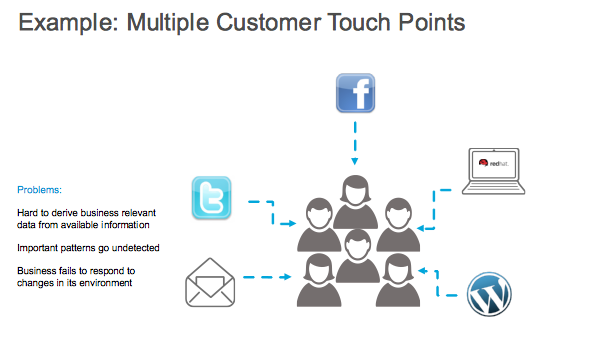 Example: Multiple Customer Touch Points
f
redhat.
t
Problems:
Hard to derive business relevant
data from available information
Important patterns go undetected
Business fails to respond to
changes in its environment
W